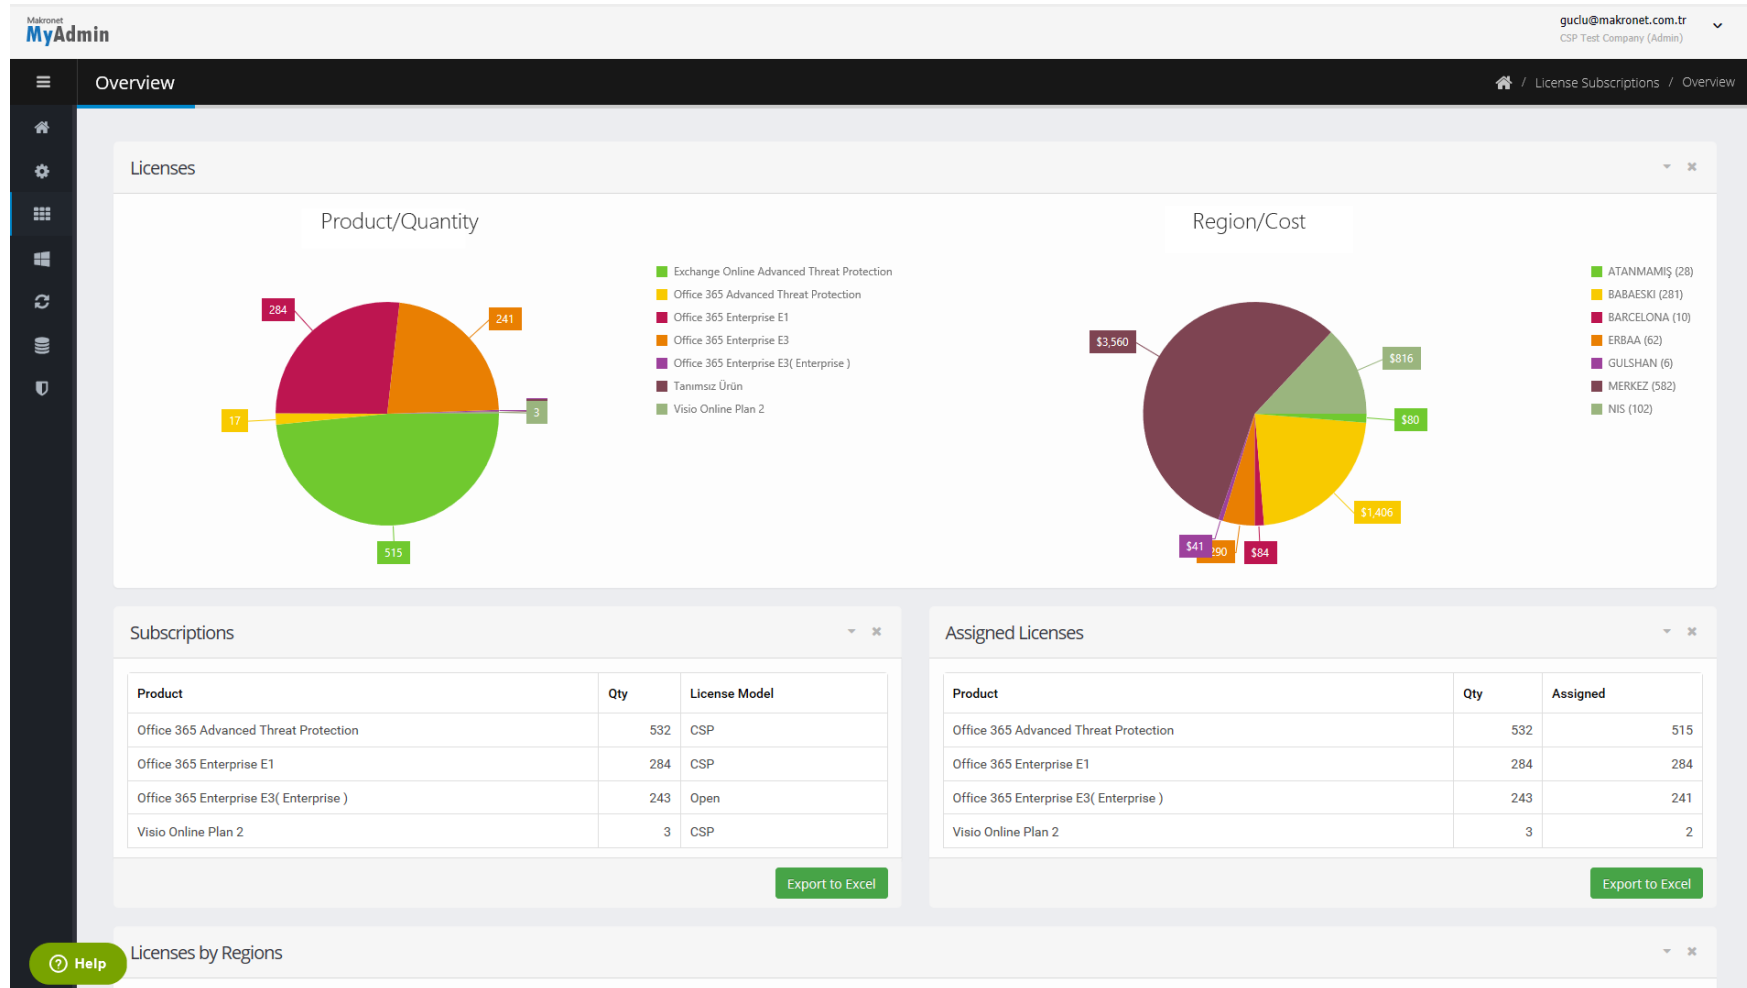 Makronet
MyAdmin
guclu@makronet.com.tr
CSP Test Company (Admin)
Overview
/ License Subscriptions / Overview
Licenses
Product/Quantity
284
241
17
3
515
Exchange Online Advanced Threat Protection
Office 365 Advanced Threat Protection
Office 365 Enterprise E1
Office 365 Enterprise E3
Office 365 Enterprise E3( Enterprise )
Tanımsız Ürün
Visio Online Plan 2
Region/Cost
$3,560
$816
$80
$1,406
$41
290
$84
ATANMAMIŞ (28)
BABAESKI (281)
BARCELONA (10)
ERBAA (62)
GULSHAN (6)
MERKEZ (582)
NIS (102)
Subscriptions
Product Qty License Model
Office 365 Advanced Threat Protection 532 CSP
Office 365 Enterprise E1 284 CSP
Office 365 Enterprise E3( Enterprise ) 243 Open
Visio Online Plan 2 3 CSP
Export to Excel
Assigned Licenses
Product Qty Assigned
Office 365 Advanced Threat Protection 532 515
Office 365 Enterprise E1 284 284
Office 365 Enterprise E3( Enterprise ) 243 241
Visio Online Plan 2 3 2
Export to Excel
Licenses by Regions
Help